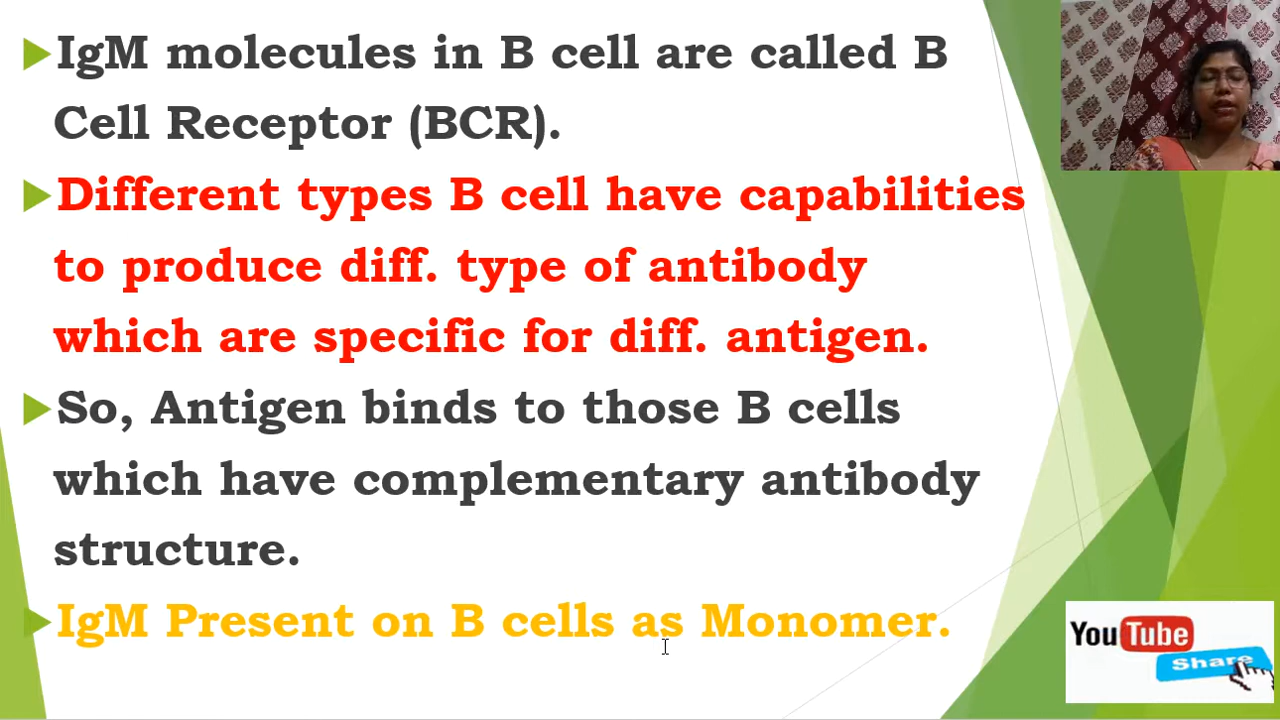 IgM molecules in B cell are called B
Cell Receptor (BCR).
Different types B cell have capabilities
to produce diff. type of antibody
which are specific for diff. antigen.
So, Antigen binds to those B cells
which have complementary antibody
structure.
IgM Present on B cells as Monomer.
YouTube
Share